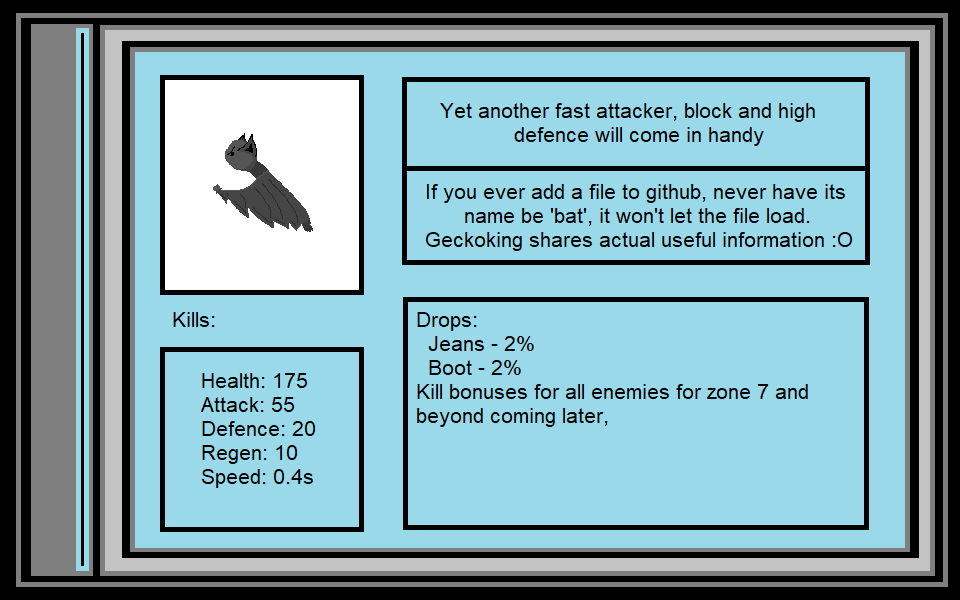 Yet another fast attacker, block and high
defence will come in handy
If you ever add a file to github, never have its
name be 'bat', it won't let the file load.
Geckoking shares actual useful information :O
Kills:
Health: 175
Attack: 55
Defence: 20
Regen: 10
Speed: 0.4s
Drops:
Jeans - 2%
Boot - 2%
Kill bonuses for all enemies for zone 7 and
beyond coming later,